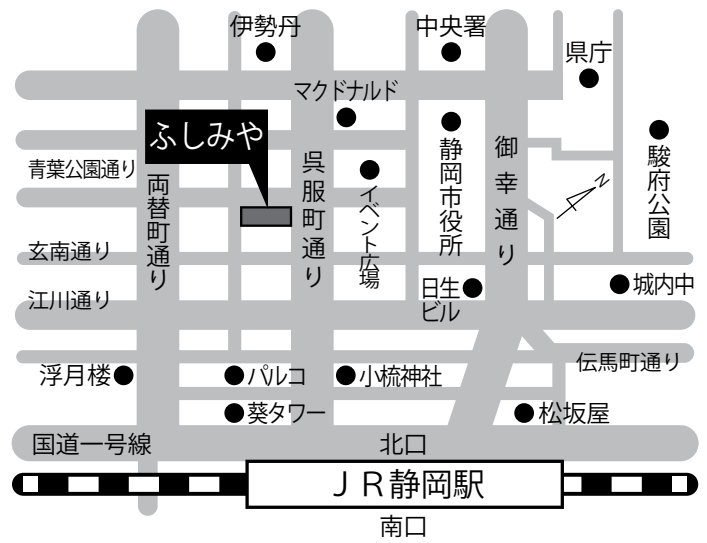 伊勢丹
中央署
県庁
マクドナルド
ふしみや
青葉公園通り
両替町通り
呉服町通り
イベント広場
静岡市役所
御幸通り
駿府公園
N
玄南通り
江川通り
日生
ビル
城内中
伝馬町通り
浮月楼
パルコ
小梳神社
葵タワー
松坂屋
国道一号線
北口
ＪＲ静岡駅
南口